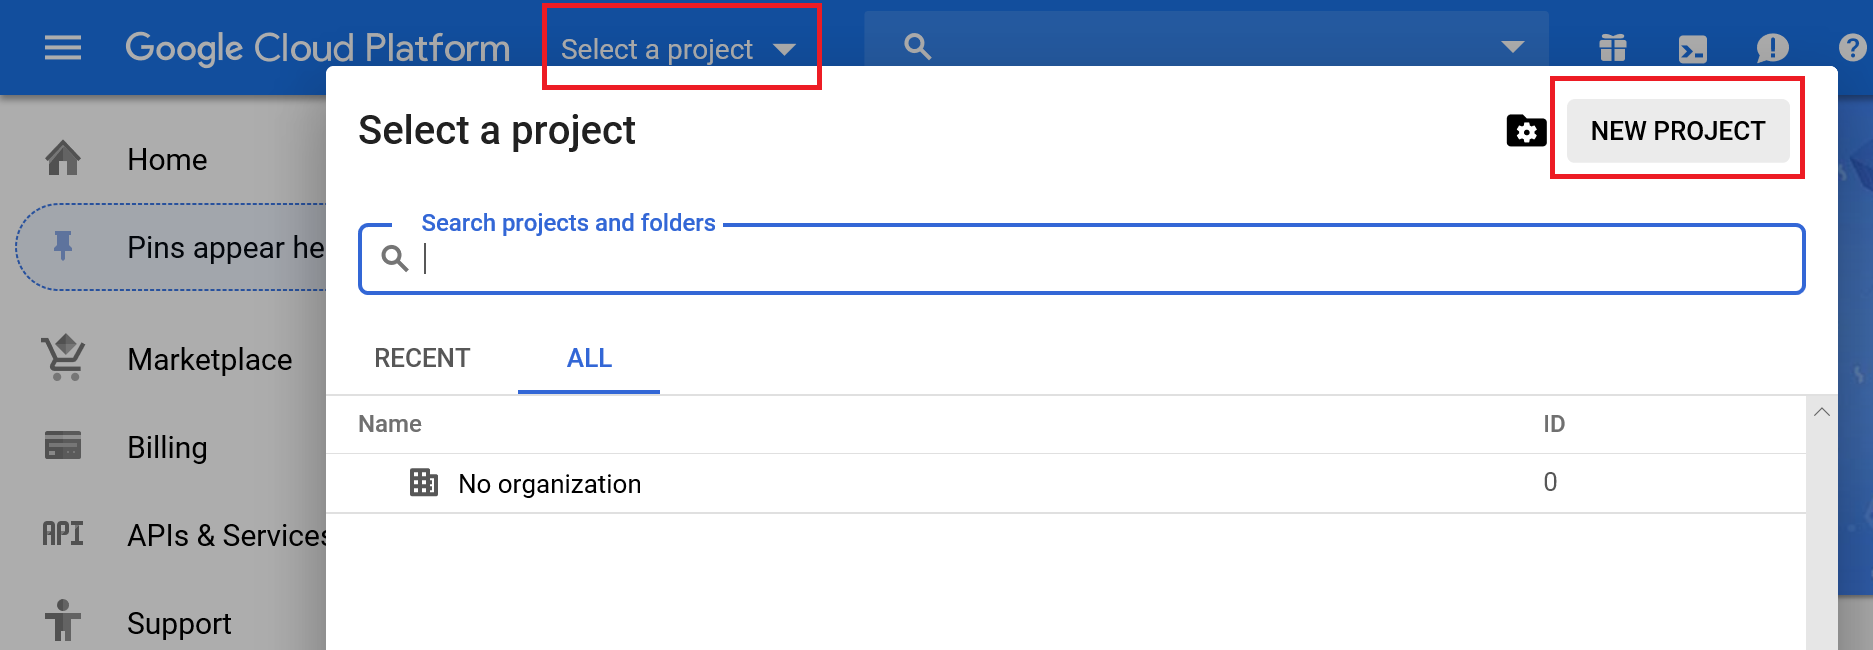 Google Cloud Platform
Select a project
Select a project
NEW PROJECT
Home
Pins appear he
Marketplace
Billing
API APIs & Services
Support
Search projects and folders
RECENT ALL
Name ID
No organization 0